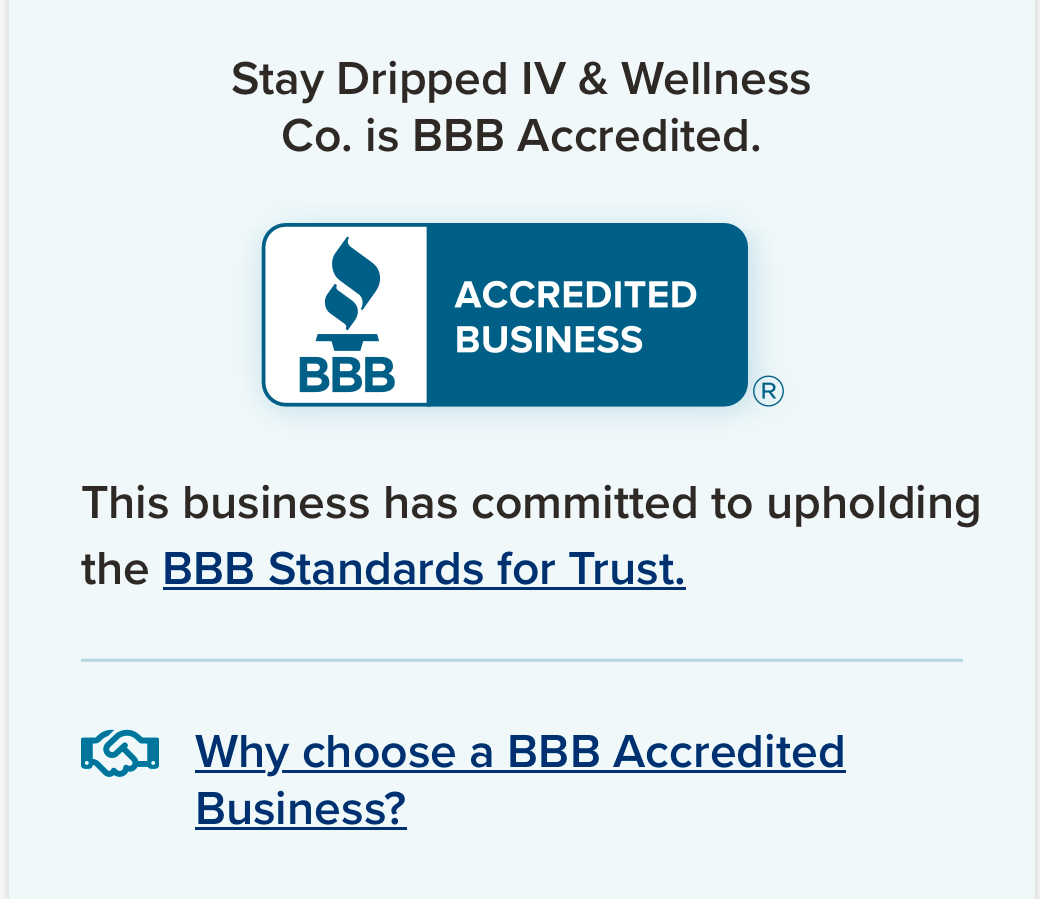 Stay Dripped IV & Wellness
Co. is BBB Accredited.
BBB
ACCREDITED
BUSINESS
®
This business has committed to upholding
the BBB Standards for Trust.
Why choose a BBB Accredited
Business?